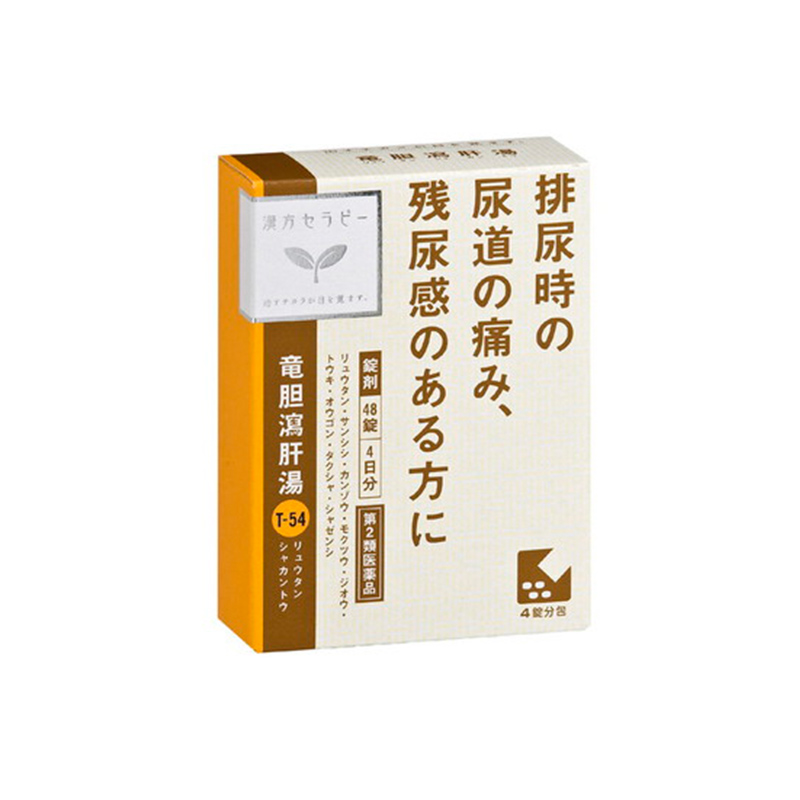 竜胆瀉肝湯
排尿時の
尿道の痛み、
残尿感のある方に
漢方セラピー
錠剤 48錠 4日分 第2類医薬品
リュウタン・サンシシ・カンゾウ・モクツウ・ジオウ・
トウキ・オウゴン・タクシャ・シャゼンシ
竜胆瀉肝湯
T-54
リュウタン
シャカントウ
4錠分包